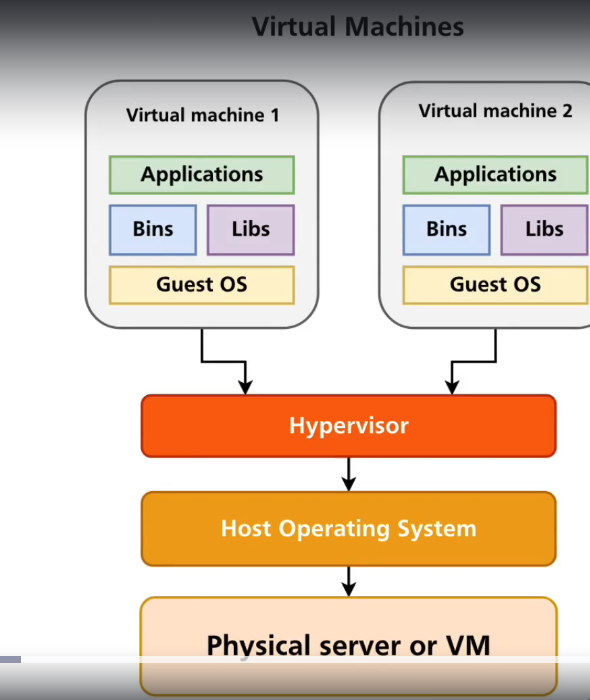 Virtual Machines
Virtual machine 1
Applications
Bins
Libs
Guest OS
Virtual machine 2
Applications
Bins
Libs
Guest OS
Hypervisor
Host Operating System
Physical server or VM